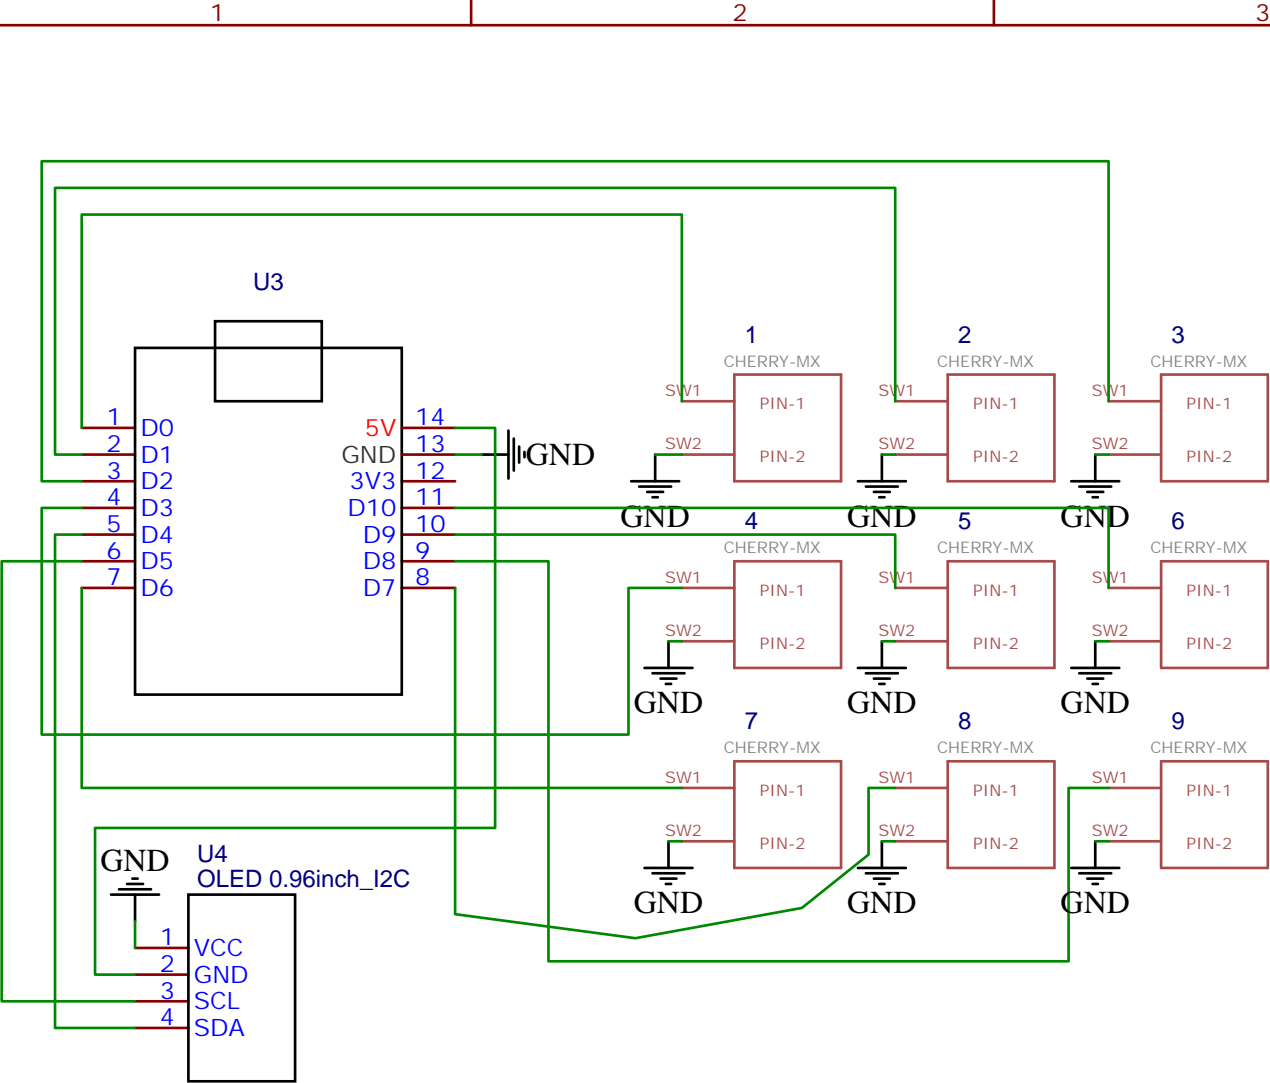 1 2 3
U3
1 D0
2 D1
3 D2
4 D3
5 D4
6 D5
7 D6
5V 14
GND 13
3V3 12
D10 11
D9 10
D8 9
D7 8
GND
1
CHERRY-MX
SW1 PIN-1
SW2 PIN-2
GND
2
CHERRY-MX
SW1 PIN-1
SW2 PIN-2
GND
3
CHERRY-MX
SW1 PIN-1
SW2 PIN-2
GND
4
CHERRY-MX
SW1 PIN-1
SW2 PIN-2
GND
5
CHERRY-MX
SW1 PIN-1
SW2 PIN-2
GND
6
CHERRY-MX
SW1 PIN-1
SW2 PIN-2
GND
7
CHERRY-MX
SW1 PIN-1
SW2 PIN-2
GND
8
CHERRY-MX
SW1 PIN-1
SW2 PIN-2
GND
9
CHERRY-MX
SW1 PIN-1
SW2 PIN-2
GND
GND
U4
OLED 0.96inch_I2C
1 VCC
2 GND
3 SCL
4 SDA